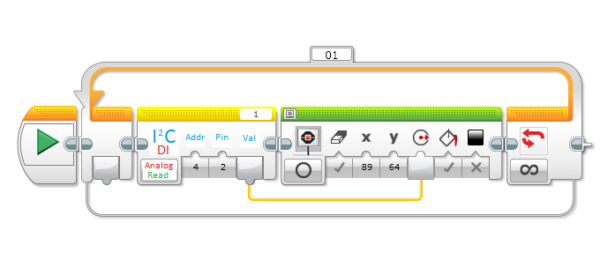 01
1
I²C
DI
Addr Pin Val
Analog
Read
4 2
x y
89 64